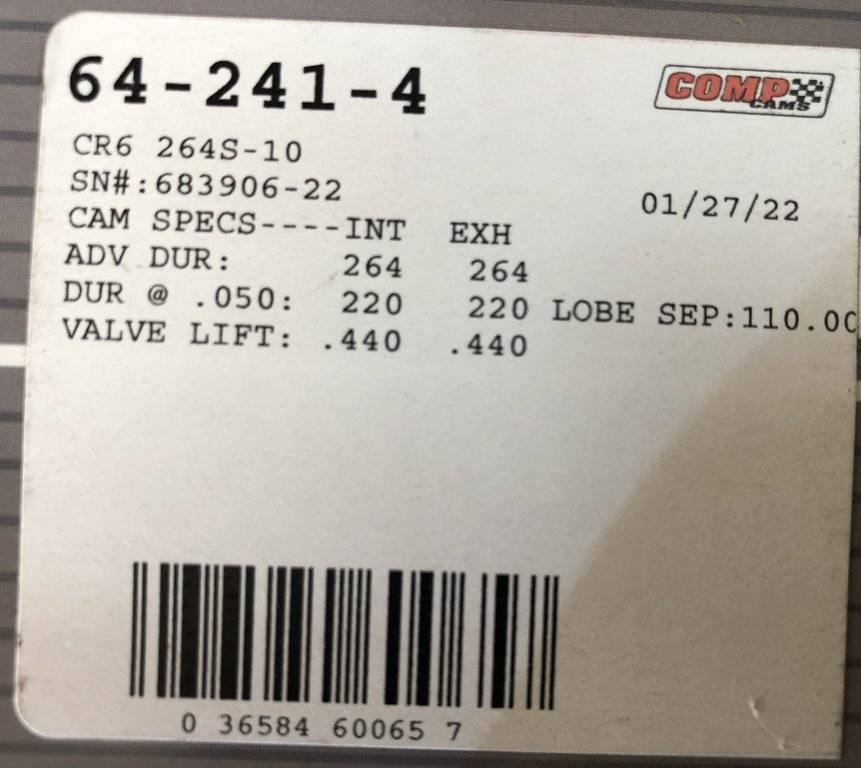 64-241-4
COMP CAMS
CR6 264S-10
SN#:683906-22
01/27/22
CAM SPECS----INT EXH
ADV DUR: 264 264
DUR @ .050: 220 220 LOBE SEP:110.00
VALVE LIFT: .440 .440
0 36584 60065 7